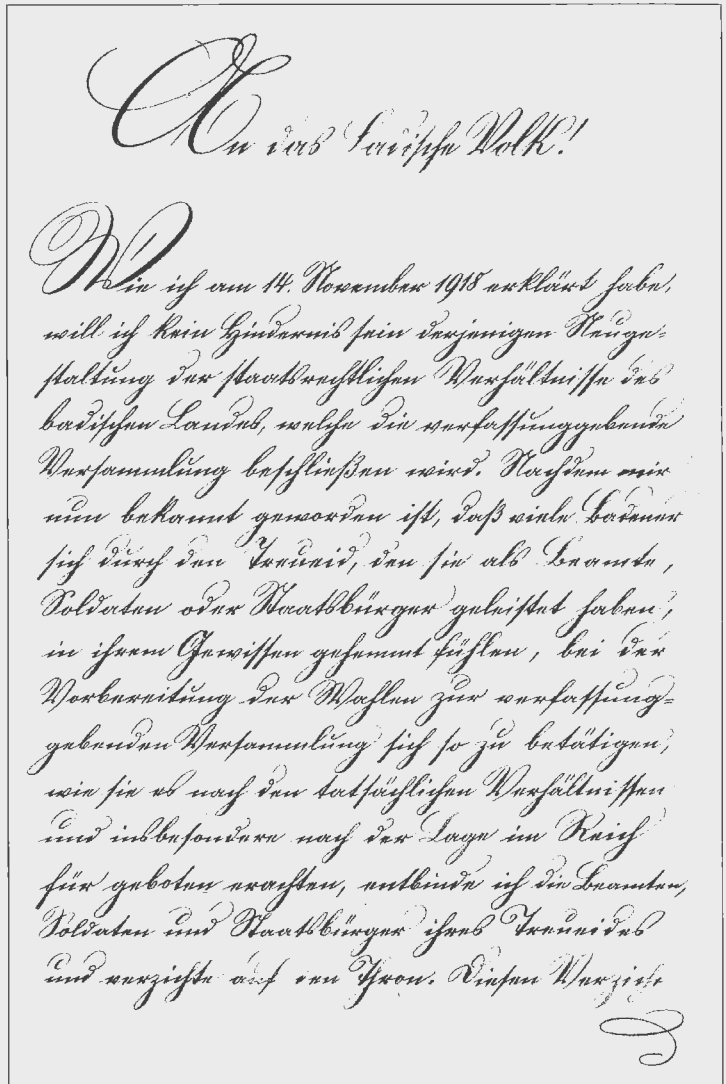 An das badische Volk!
Wie ich am 14. November 1918 erklärt habe,
will ich kein Hindernis sein derjenigen Neuge-
staltung der staatsrechtlichen Verhältnisse des
badischen Landes, welche die verfassunggebende
Versammlung beschließen wird. Nachdem mir
nun bekannt geworden ist, daß viele Badener
sich durch den Treueid, den sie als Beamte,
Soldaten oder Staatsbürger geleistet haben,
in ihrem Gewissen gehemmt fühlen, bei der
Vorbereitung der Wahlen zur verfassung-
gebenden Versammlung sich so zu betätigen,
wie sie es nach den tatsächlichen Verhältnissen
und insbesondere nach der Lage im Reich
für geboten erachten, entbinde ich die Beamten,
Soldaten und Staatsbürger ihres Treueides
und verzichte auf den Thron. Diesen Verzicht